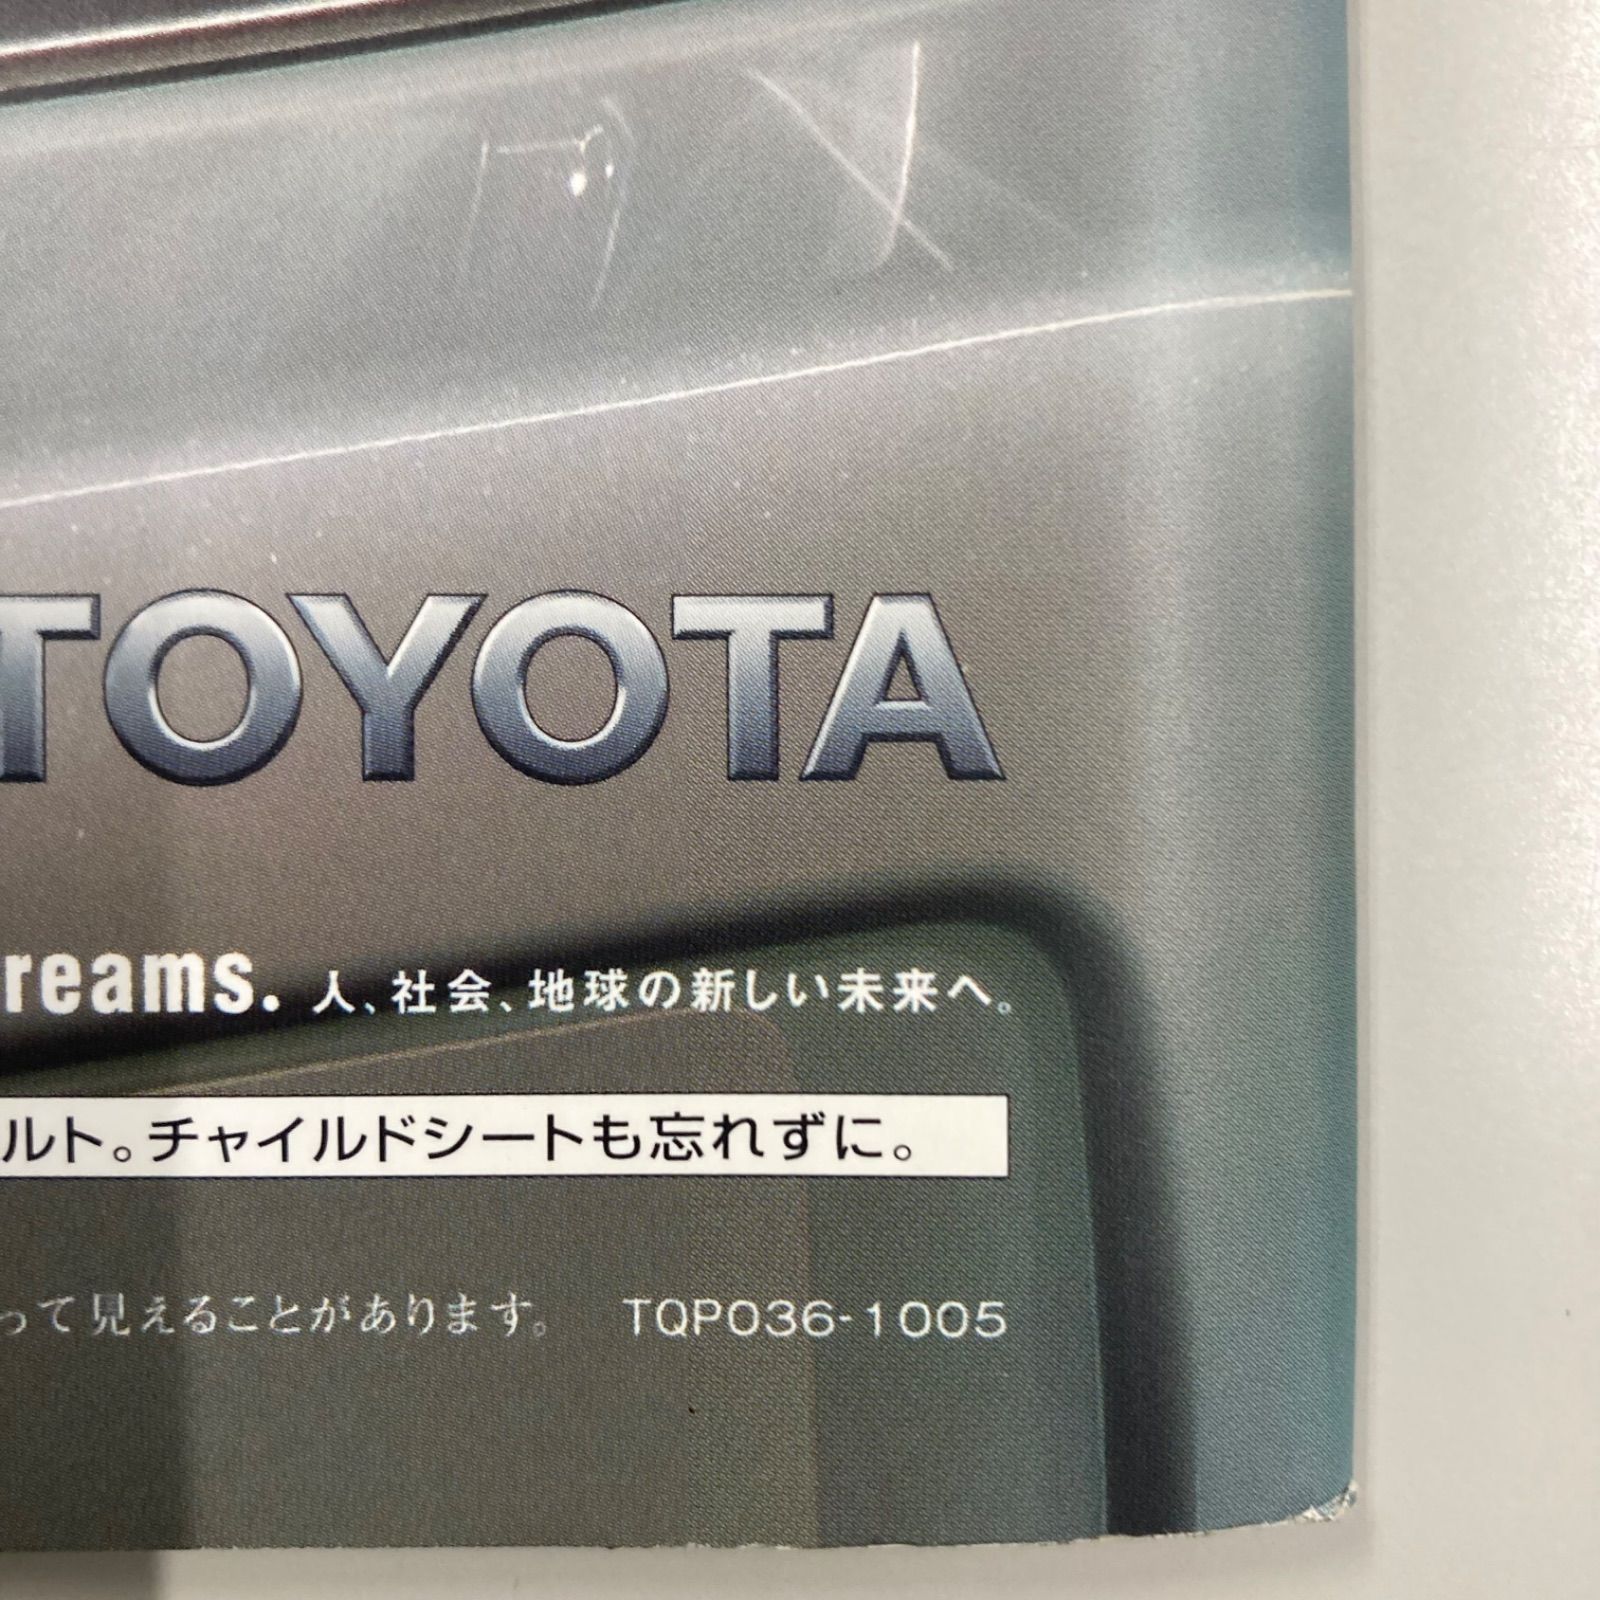 TOYOTA
reams. 人、社会、地球の新しい未来へ。
ルト。チャイルドシートも忘れずに。
って見えることがあります。 TQP036-1005